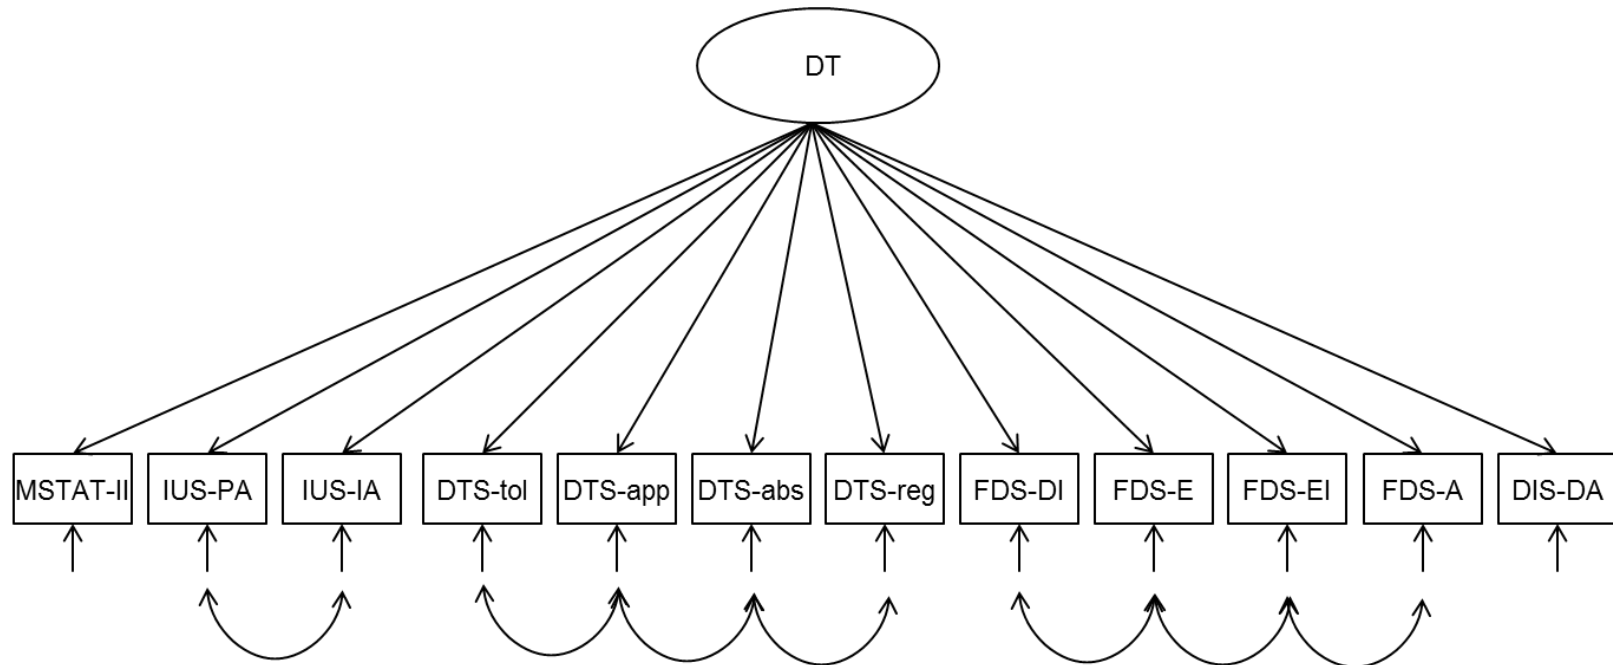 DT
MSTAT-II
IUS-PA
IUS-IA
DTS-tol
DTS-app
DTS-abs
DTS-reg
FDS-DI
FDS-E
FDS-EI
FDS-A
DIS-DA